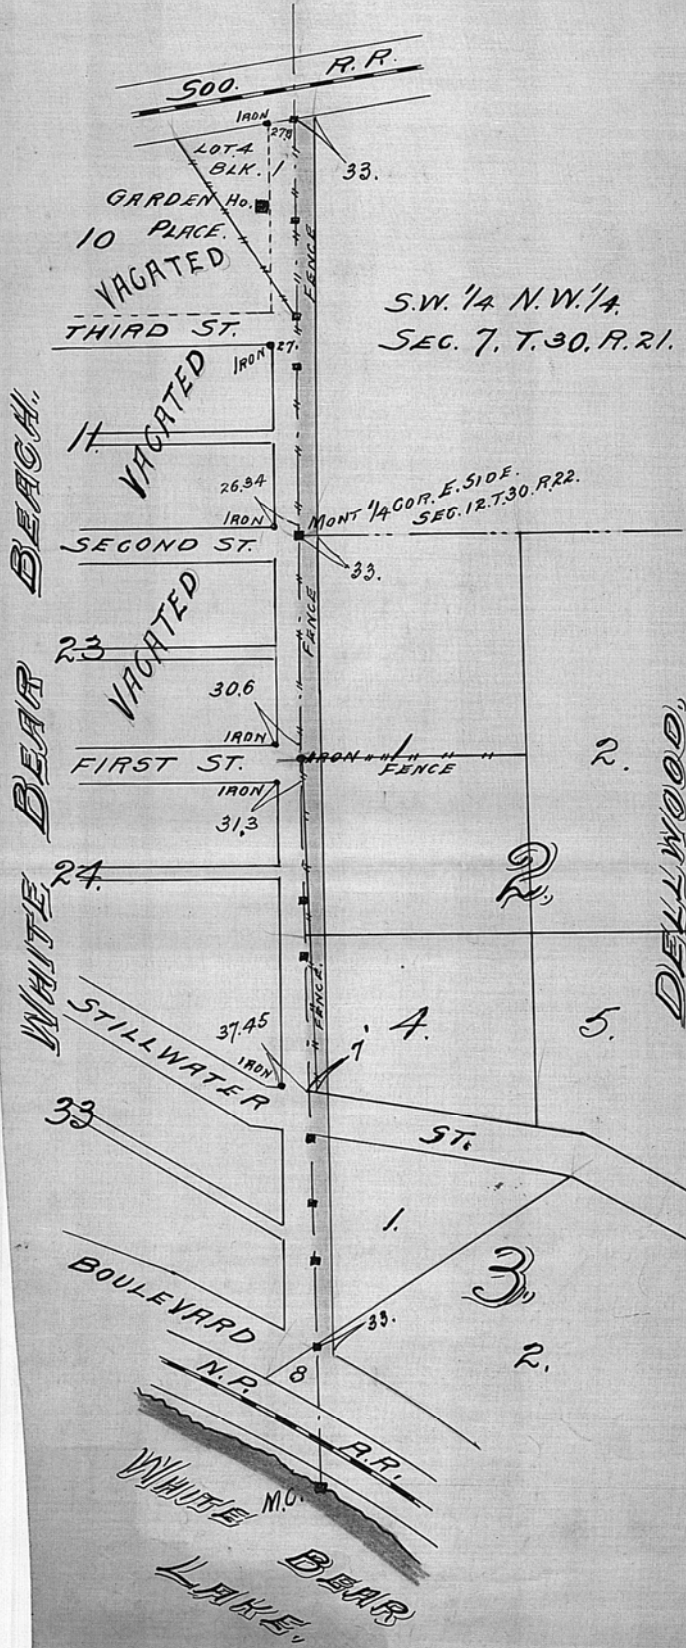 SOO. R.R.
IRON
27.8
33.
LOT 4
BLK. 1
GARDEN Ho.
10 PLACE.
VACATED
FENCE
S.W. 1/4 N.W. 1/4.
SEC. 7, T. 30. R. 21.
THIRD ST.
IRON 27.
VACATED
11.
26.94
IRON
MONT 1/4 COR. E. SIDE.
SEC. 12. T. 30. R. 22.
SECOND ST.
33.
FENCE
VACATED
23
30.6
IRON
IRON 1
FENCE
2.
FIRST ST.
IRON
31.3
2.
24.
WHITE BEAR BEACH.
DELLWOOD.
FENCE.
STILLWATER
37.45
IRON
7'
4.
5.
33
ST.
1.
3.
BOULEVARD
33.
2.
8
N.P. R.R.
M.C.
WHITE BEAR
LAKE.